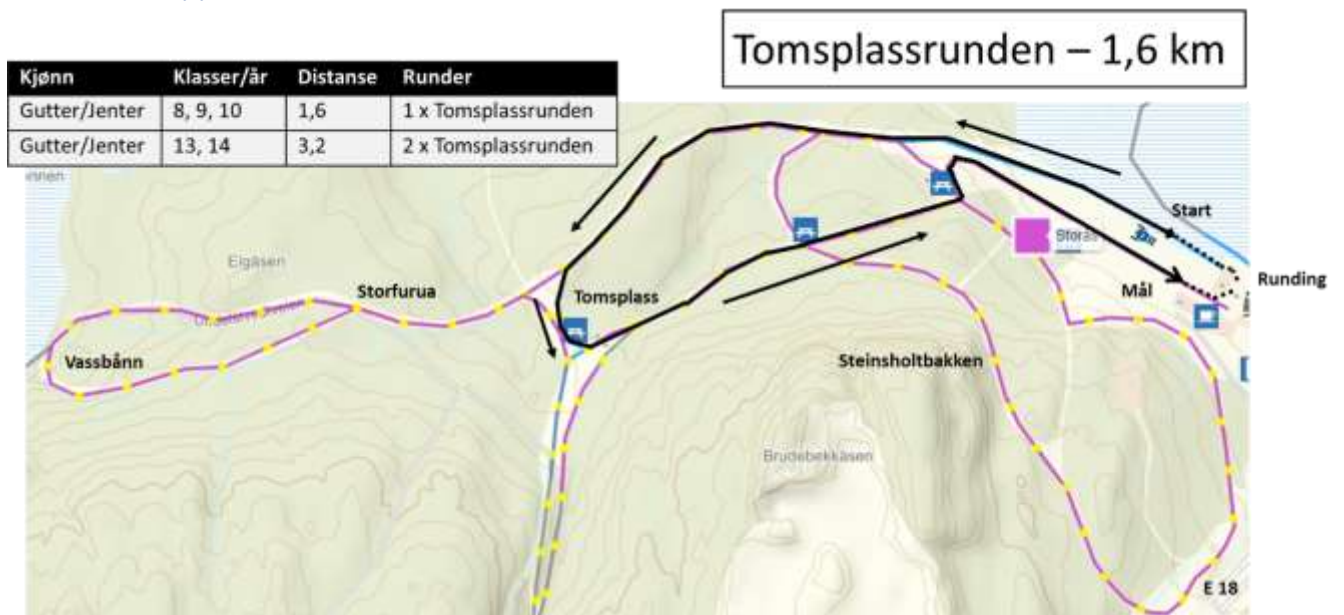 Tomsplassrunden – 1,6 km
Kjønn Klasser/år Distanse Runder
Gutter/Jenter 8, 9, 10 1,6 1 x Tomsplassrunden
Gutter/Jenter 13, 14 3,2 2 x Tomsplassrunden
Start
Storås
Elgåsen
Runding
Storfurua
Tomsplass
Mål
Vassbånn
Steinsholtbakken
Brudebekkåsen
E 18